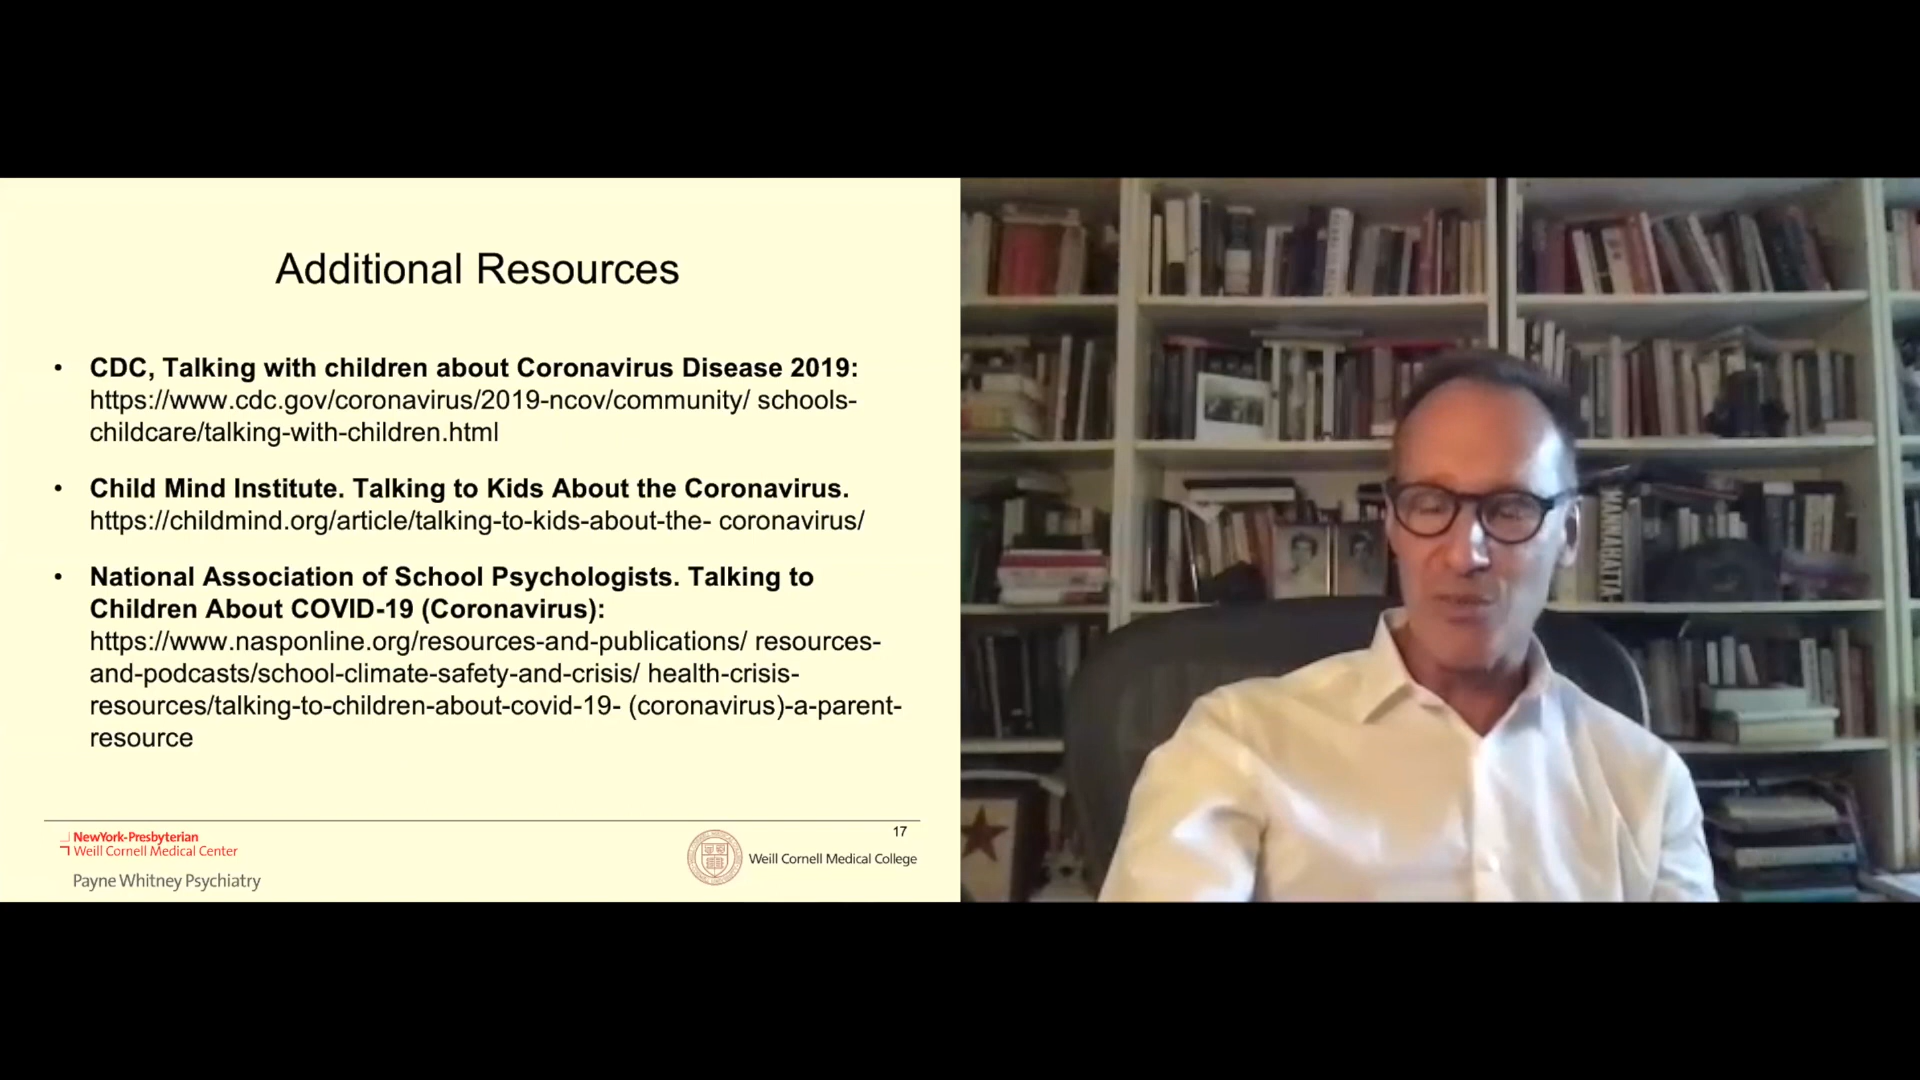 Additional Resources
• CDC, Talking with children about Coronavirus Disease 2019:
https://www.cdc.gov/coronavirus/2019-ncov/community/ schools-
childcare/talking-with-children.html
• Child Mind Institute. Talking to Kids About the Coronavirus.
https://childmind.org/article/talking-to-kids-about-the- coronavirus/
• National Association of School Psychologists. Talking to
Children About COVID-19 (Coronavirus):
https://www.nasponline.org/resources-and-publications/ resources-
and-podcasts/school-climate-safety-and-crisis/ health-crisis-
resources/talking-to-children-about-covid-19- (coronavirus)-a-parent-
resource
17
NewYork-Presbyterian
Weill Cornell Medical Center
Payne Whitney Psychiatry
Weill Cornell Medical College
MANNAHATTA